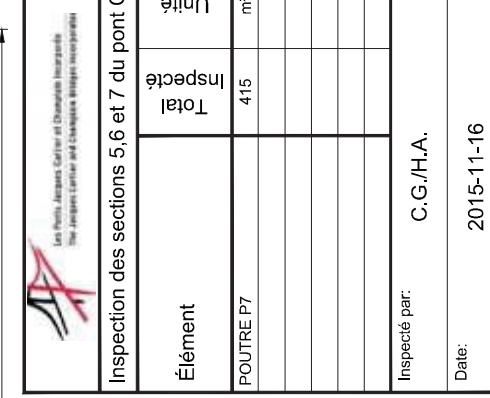 Les Ponts Jacques Cartier et Champlain Incorporée
The Jacques Cartier and Champlain Bridges Incorporated
Inspection des sections 5,6 et 7 du pont
Élément
Total
Inspecté
Unité
POUTRE P7
415
m²
Inspecté par:
C.G./H.A.
Date:
2015-11-16